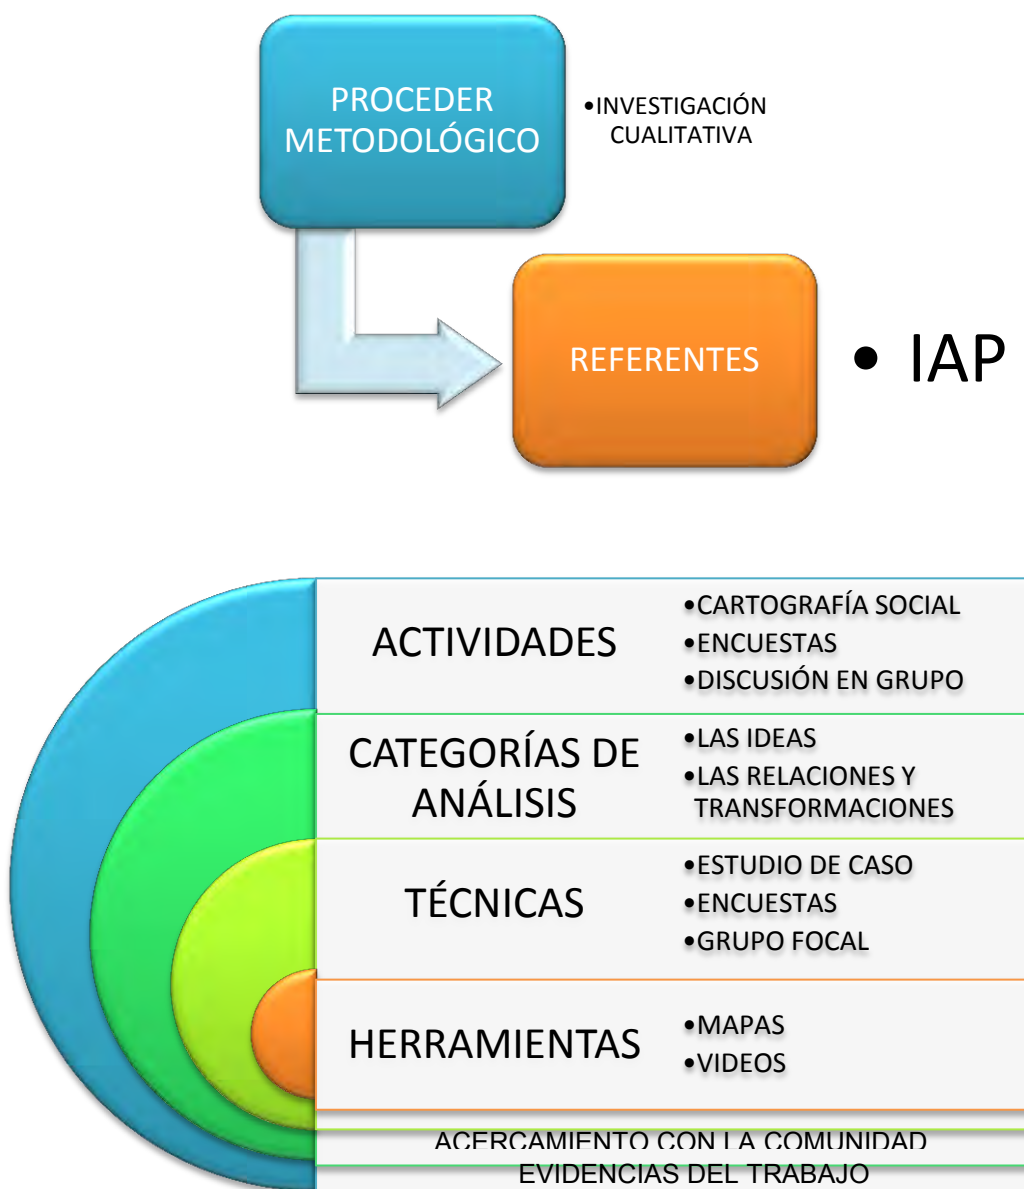 PROCEDER
METODOLÓGICO
•INVESTIGACIÓN
CUALITATIVA
REFERENTES
• IAP
ACTIVIDADES
•CARTOGRAFÍA SOCIAL
•ENCUESTAS
•DISCUSIÓN EN GRUPO
CATEGORÍAS DE
ANÁLISIS
•LAS IDEAS
•LAS RELACIONES Y
TRANSFORMACIONES
TÉCNICAS
•ESTUDIO DE CASO
•ENCUESTAS
•GRUPO FOCAL
HERRAMIENTAS
•MAPAS
•VIDEOS
ACERCAMIENTO CON LA COMUNIDAD
EVIDENCIAS DEL TRABAJO